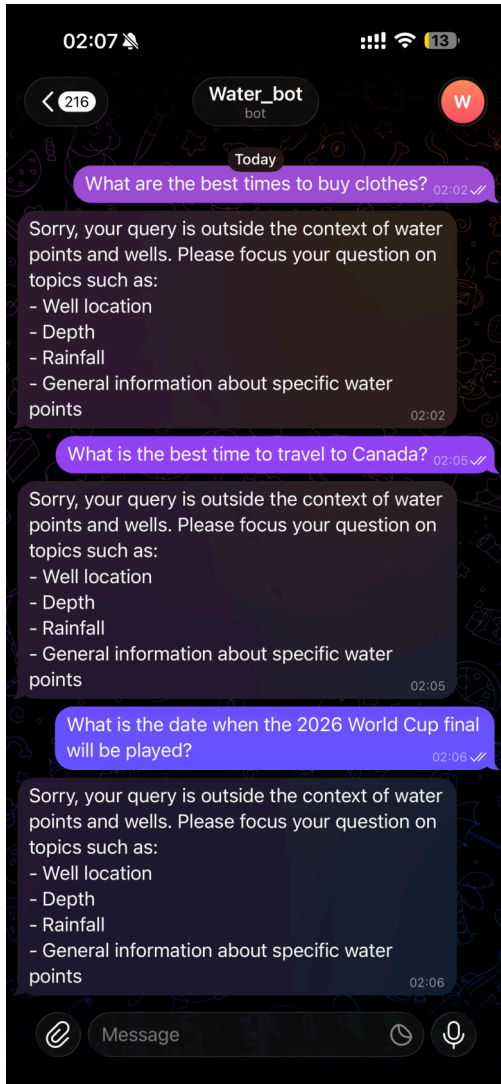 02:07
13
216
Water_bot
bot
W
Today
What are the best times to buy clothes? 02:02
Sorry, your query is outside the context of water
points and wells. Please focus your question on
topics such as:
- Well location
- Depth
- Rainfall
- General information about specific water
points
02:02
What is the best time to travel to Canada? 02:05
Sorry, your query is outside the context of water
points and wells. Please focus your question on
topics such as:
- Well location
- Depth
- Rainfall
- General information about specific water
points
02:05
What is the date when the 2026 World Cup final
will be played?
02:06
Sorry, your query is outside the context of water
points and wells. Please focus your question on
topics such as:
- Well location
- Depth
- Rainfall
- General information about specific water
points
02:06
Message